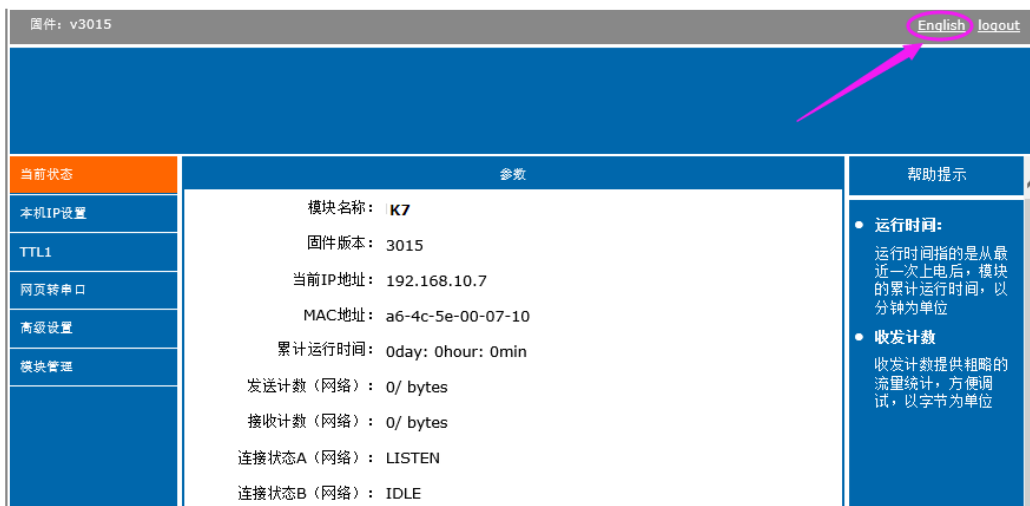 固件: v3015
English logout
当前状态
本机IP设置
TTL1
网页转串口
高级设置
模块管理
参数
模块名称: K7
固件版本: 3015
当前IP地址: 192.168.10.7
MAC地址: a6-4c-5e-00-07-10
累计运行时间: 0day: 0hour: 0min
发送计数（网络）: 0/ bytes
接收计数（网络）: 0/ bytes
连接状态A（网络）: LISTEN
连接状态B（网络）: IDLE
帮助提示
● 运行时间:
运行时间指的是从最
近一次上电后，模块
的累计运行时间，以
分钟为单位
● 收发计数
收发计数提供粗略的
流量统计，方便调
试，以字节为单位